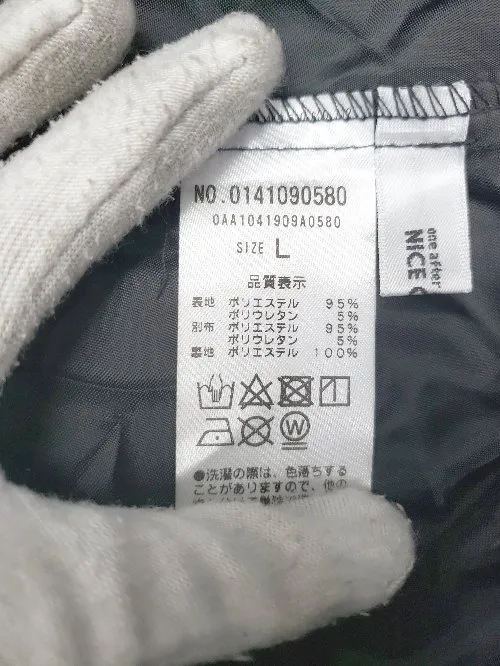 NO.0141090580
0AA1041909A0580
SIZE L
品質表示
表地 ポリエステル 95%
ポリウレタン 5%
別布 ポリエステル 95%
ポリウレタン 5%
裏地 ポリエステル 100%
W
●洗濯の際は、色落ちする
ことがありますので、他の
one after
NICE